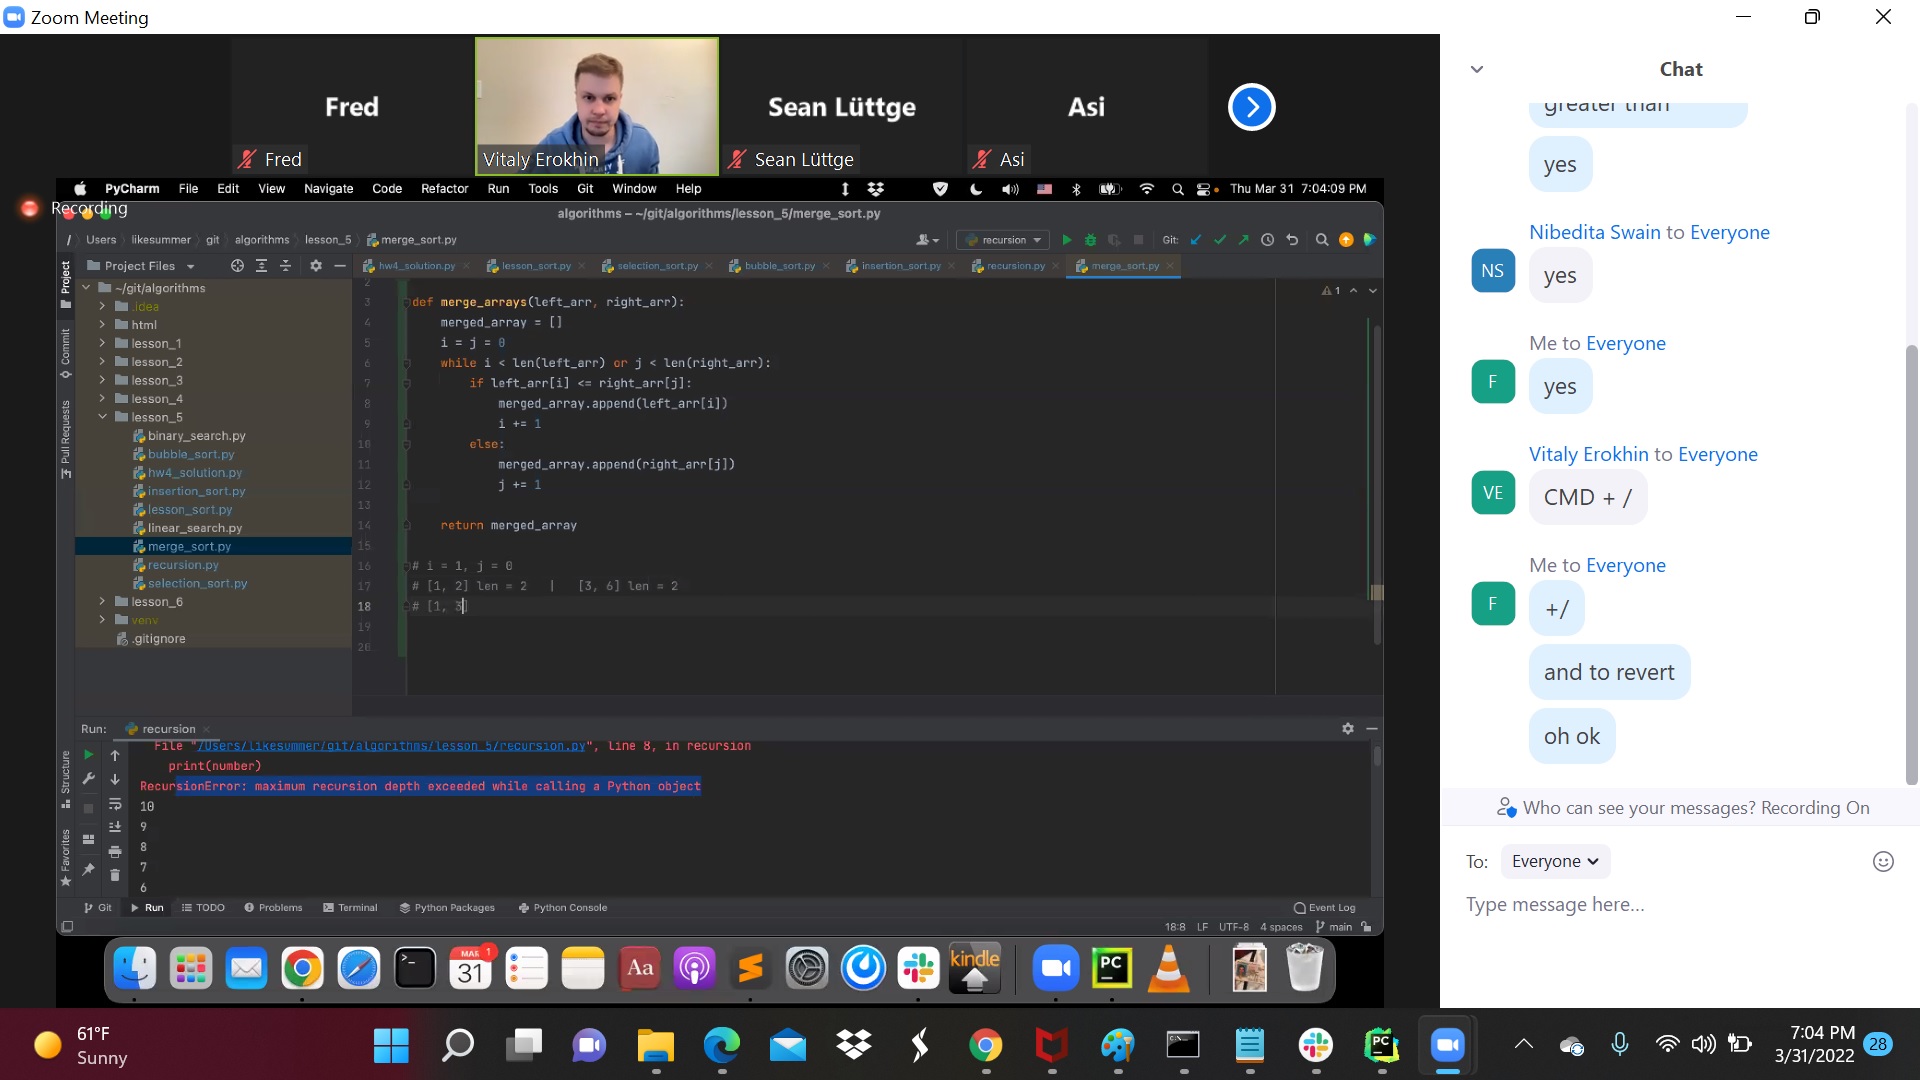 Zoom Meeting
Fred
Sean Lüttge
Asi
Fred
Vitaly Erokhin
Sean Lüttge
Asi
Recording
PyCharm File Edit View Navigate Code Refactor Run Tools Git Window Help
Thu Mar 31 7:04:09 PM
algorithms – ~/git/algorithms/lesson_5/merge_sort.py
/ Users likesummer git algorithms lesson_5 merge_sort.py
recursion
Git:
Project Files
hw4_solution.py
lesson_sort.py
selection_sort.py
bubble_sort.py
insertion_sort.py
recursion.py
merge_sort.py
Project
Commit
Pull Requests
Structure
Favorites
~/git/algorithms
.idea
html
lesson_1
lesson_2
lesson_3
lesson_4
lesson_5
binary_search.py
bubble_sort.py
hw4_solution.py
insertion_sort.py
lesson_sort.py
linear_search.py
merge_sort.py
recursion.py
selection_sort.py
lesson_6
venv
.gitignore
1
2
3 def merge_arrays(left_arr, right_arr):
4 merged_array = []
5 i = j = 0
6 while i < len(left_arr) or j < len(right_arr):
7 if left_arr[i] <= right_arr[j]:
8 merged_array.append(left_arr[i])
9 i += 1
10 else:
11 merged_array.append(right_arr[j])
12 j += 1
13
14 return merged_array
15
16 # i = 1, j = 0
17 # [1, 2] len = 2 | [3, 6] len = 2
18 # [1, 3]
19
20
Run: recursion
File "/Users/likesummer/git/algorithms/lesson_5/recursion.py", line 8, in recursion
print(number)
RecursionError: maximum recursion depth exceeded while calling a Python object
10
9
8
7
6
Git Run TODO Problems Terminal Python Packages Python Console
Event Log
18:8 LF UTF-8 4 spaces main
MAR
31
1
Aa
kindle
PC
Chat
greater than
yes
Nibedita Swain to Everyone
NS
yes
Me to Everyone
F
yes
Vitaly Erokhin to Everyone
VE
CMD + /
Me to Everyone
F
+/
and to revert
oh ok
Who can see your messages? Recording On
To: Everyone
Type message here...
61°F
Sunny
PC
7:04 PM
3/31/2022
28